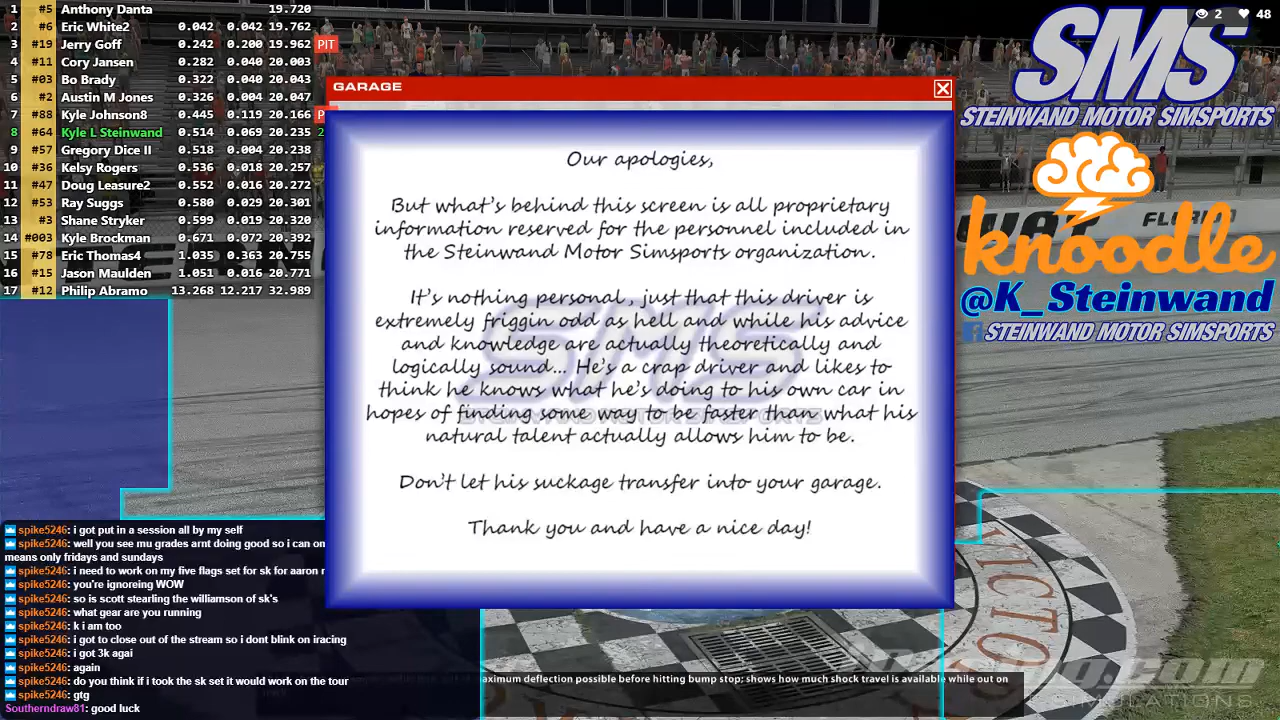 1 #5 Anthony Danta 19.720
2 #6 Eric White2 0.042 0.042 19.762
3 #19 Jerry Goff 0.242 0.200 19.962 PIT
4 #11 Cory Jansen 0.282 0.040 20.003
5 #03 Bo Brady 0.322 0.040 20.043
6 #2 Austin M Jones 0.326 0.004 20.047
7 #88 Kyle Johnson8 0.445 0.119 20.166
8 #64 Kyle L Steinwand 0.514 0.069 20.235
9 #57 Gregory Dice II 0.518 0.004 20.238
10 #36 Kelsy Rogers 0.536 0.018 20.257
11 #47 Doug Leasure2 0.552 0.016 20.272
12 #53 Ray Suggs 0.580 0.029 20.301
13 #3 Shane Stryker 0.599 0.019 20.320
14 #003 Kyle Brockman 0.671 0.072 20.392
15 #78 Eric Thomas4 1.035 0.363 20.755
16 #15 Jason Maulden 1.051 0.016 20.771
17 #12 Philip Abramo 13.268 12.217 32.989
GARAGE
Our apologies,
But what's behind this screen is all proprietary
information reserved for the personnel included in
the Steinwand Motor Simsports organization.
It's nothing personal, just that this driver is
extremely friggin odd as hell and while his advice
and knowledge are actually theoretically and
logically sound... He's a crap driver and likes to
think he knows what he's doing to his own car in
hopes of finding some way to be faster than what his
natural talent actually allows him to be.
Don't let his suckage transfer into your garage.
Thank you and have a nice day!
SMS
STEINWAND MOTOR SIMSPORTS
2 48
SMS
STEINWAND MOTOR SIMSPORTS
knoodle
@K_Steinwand
f STEINWAND MOTOR SIMSPORTS
WAY FLORID
spike5246: i got put in a session all by my self
spike5246: well you see mu grades arnt doing good so i can on
means only fridays and sundays
spike5246: i need to work on my five flags set for sk for aaron
spike5246: you're ignoreing WOW
spike5246: so is scott stearling the williamson of sk's
spike5246: what gear are you running
spike5246: k i am too
spike5246: i got to close out of the stream so i dont blink on iracing
spike5246: i got 3k agai
spike5246: again
spike5246: do you think if i took the sk set it would work on the tour
spike5246: gtg
Southerndraw81: good luck
maximum deflection possible before hitting bump stop; shows how much shock travel is available while out on
VICTO
.com
SIMULATIONS